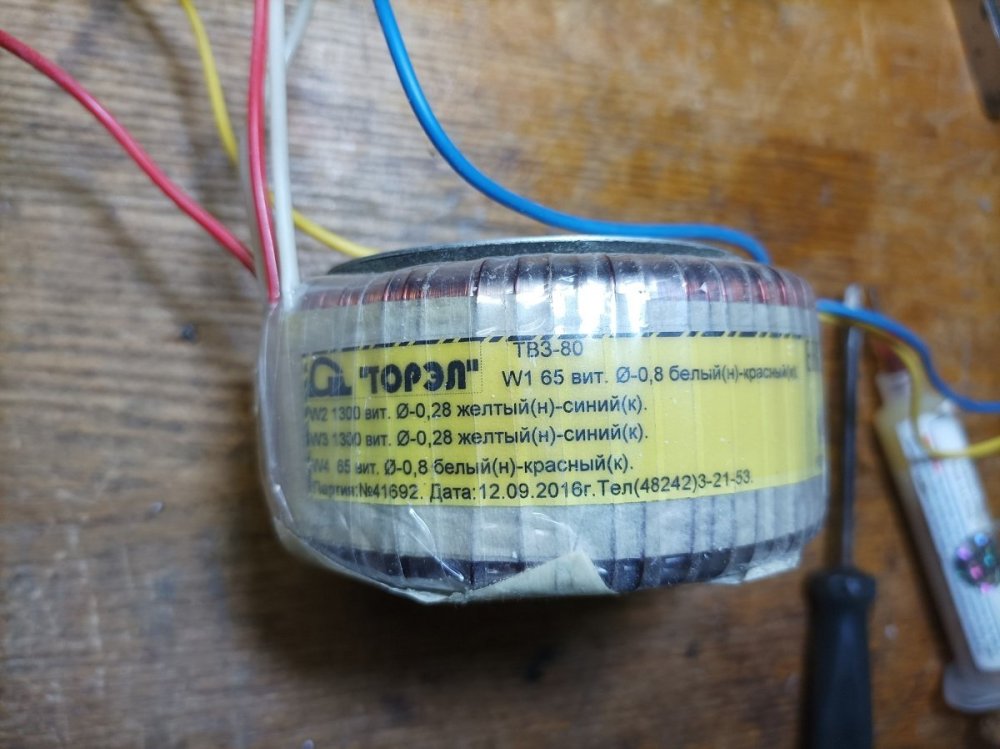 ТВЗ-80
"ТОРЭЛ" W1 65 вит. Ø-0,8 белый(н)-красный(к).
W2 1300 вит. Ø-0,28 желтый(н)-синий(к).
W3 1300 вит. Ø-0,28 желтый(н)-синий(к).
W4 65 вит. Ø-0,8 белый(н)-красный(к).
Партия:№41692. Дата:12.09.2016г.Тел(48242)3-21-53.